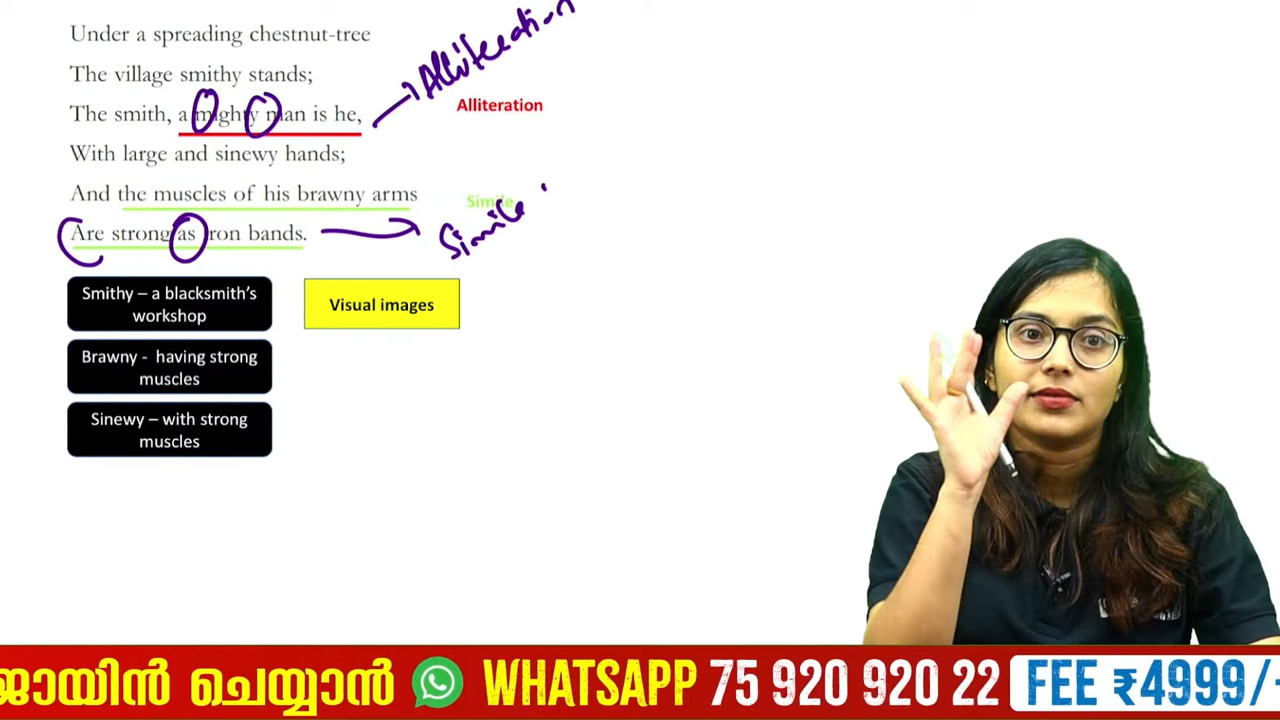 Under a spreading chestnut-tree
The village smithy stands;
The smith, a mighty man is he,
Alliteration
Alliteration
With large and sinewy hands;
And the muscles of his brawny arms
Simile
Are strong as iron bands.
Simile
Smithy – a blacksmith's
workshop
Visual images
Brawny - having strong
muscles
Sinewy – with strong
muscles
ജോയിൻ ചെയ്യാൻ WHATSAPP 75 920 920 22 FEE ₹4999/-